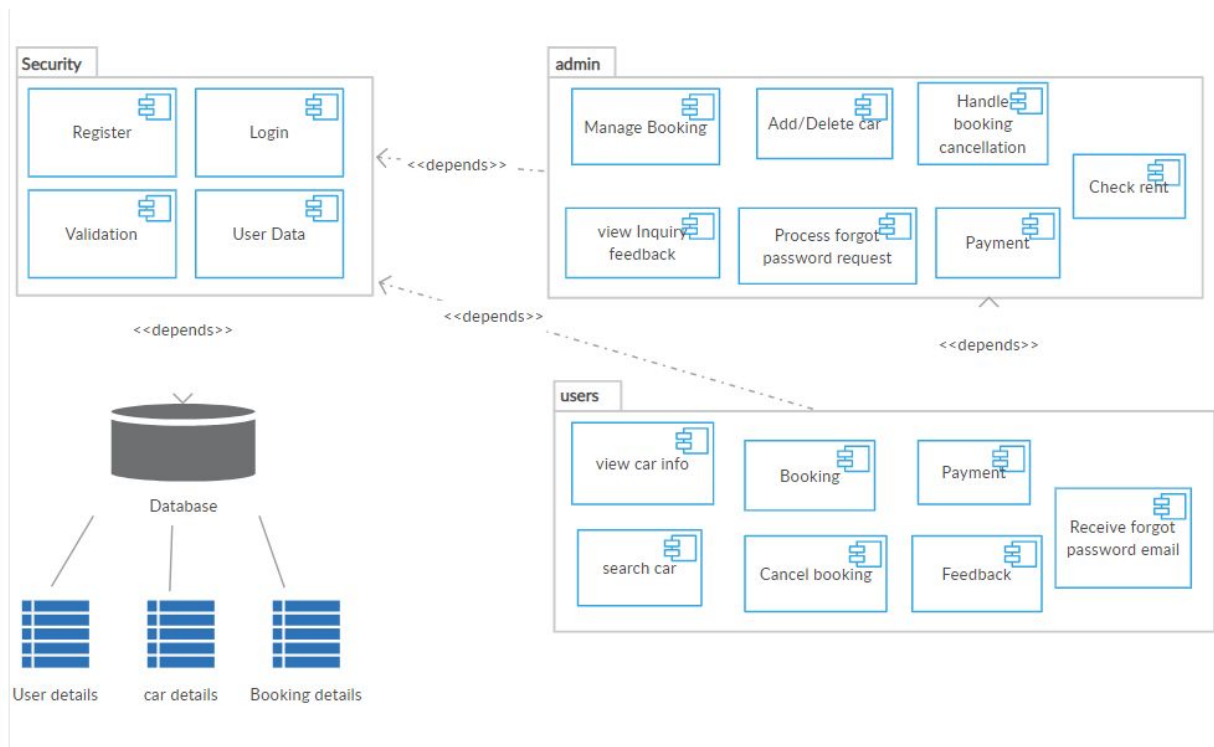 Security
Register
Login
Validation
User Data
<<depends>>
admin
Manage Booking
Add/Delete car
Handle
booking
cancellation
Check rent
view Inquiry
feedback
Process forgot
password request
Payment
<<depends>>
<<depends>>
<<depends>>
Database
User details
car details
Booking details
users
view car info
Booking
Payment
Receive forgot
password email
search car
Cancel booking
Feedback